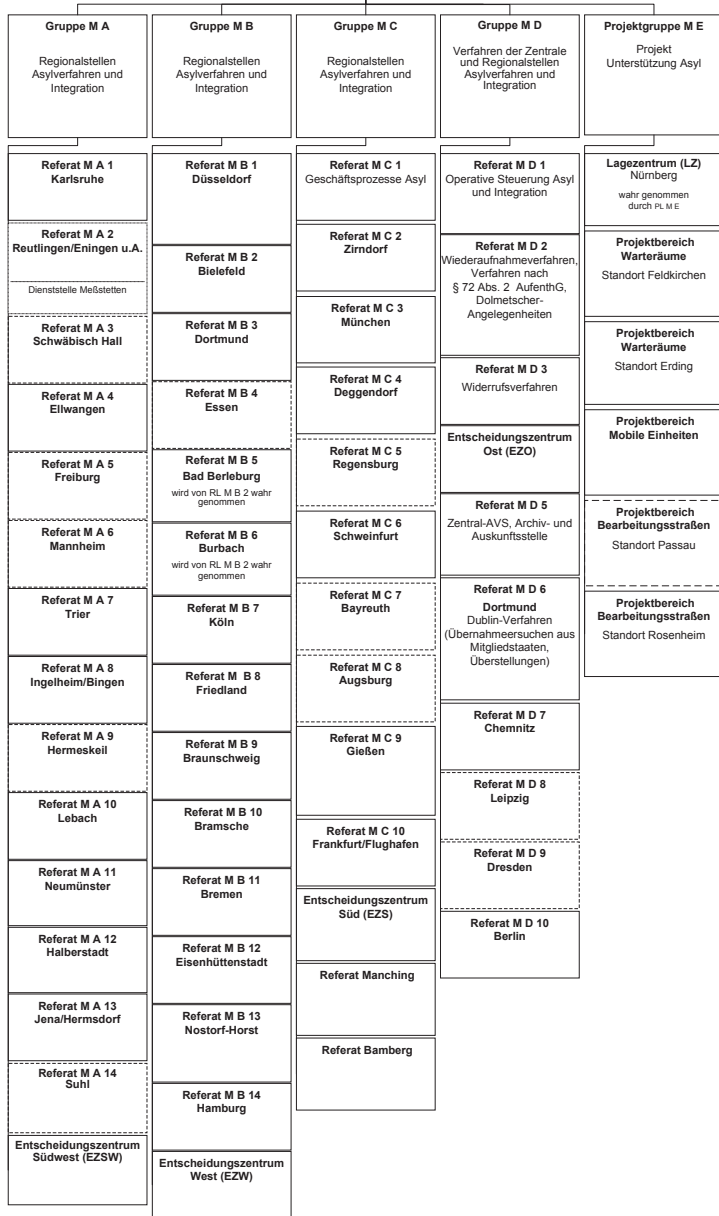 Gruppe M A
Regionalstellen
Asylverfahren und
Integration
Referat M A 1
Karlsruhe
Referat M A 2
Reutlingen/Eningen u.A.
Dienststelle Meßstetten
Referat M A 3
Schwäbisch Hall
Referat M A 4
Ellwangen
Referat M A 5
Freiburg
Referat M A 6
Mannheim
Referat M A 7
Trier
Referat M A 8
Ingelheim/Bingen
Referat M A 9
Hermeskeil
Referat M A 10
Lebach
Referat M A 11
Neumünster
Referat M A 12
Halberstadt
Referat M A 13
Jena/Hermsdorf
Referat M A 14
Suhl
Entscheidungszentrum
Südwest (EZSW)
Gruppe M B
Regionalstellen
Asylverfahren und
Integration
Referat M B 1
Düsseldorf
Referat M B 2
Bielefeld
Referat M B 3
Dortmund
Referat M B 4
Essen
Referat M B 5
Bad Berleburg
wird von RL M B 2 wahr
genommen
Referat M B 6
Burbach
wird von RL M B 2 wahr
genommen
Referat M B 7
Köln
Referat M B 8
Friedland
Referat M B 9
Braunschweig
Referat M B 10
Bramsche
Referat M B 11
Bremen
Referat M B 12
Eisenhüttenstadt
Referat M B 13
Nostorf-Horst
Referat M B 14
Hamburg
Entscheidungszentrum
West (EZW)
Gruppe M C
Regionalstellen
Asylverfahren und
Integration
Referat M C 1
Geschäftsprozesse Asyl
Referat M C 2
Zirndorf
Referat M C 3
München
Referat M C 4
Deggendorf
Referat M C 5
Regensburg
Referat M C 6
Schweinfurt
Referat M C 7
Bayreuth
Referat M C 8
Augsburg
Referat M C 9
Gießen
Referat M C 10
Frankfurt/Flughafen
Entscheidungszentrum
Süd (EZS)
Referat Manching
Referat Bamberg
Gruppe M D
Verfahren der Zentrale
und Regionalstellen
Asylverfahren und
Integration
Referat M D 1
Operative Steuerung Asyl
und Integration
Referat M D 2
Wiederaufnahmeverfahren,
Verfahren nach
§ 72 Abs. 2 AufenthG,
Dolmetscher-
Angelegenheiten
Referat M D 3
Widerrufsverfahren
Entscheidungszentrum
Ost (EZO)
Referat M D 5
Zentral-AVS, Archiv- und
Auskunftsstelle
Referat M D 6
Dortmund
Dublin-Verfahren
(Übernahmeersuchen aus
Mitgliedstaaten,
Überstellungen)
Referat M D 7
Chemnitz
Referat M D 8
Leipzig
Referat M D 9
Dresden
Referat M D 10
Berlin
Projektgruppe M E
Projekt
Unterstützung Asyl
Lagezentrum (LZ)
Nürnberg
wahr genommen
durch PL M E
Projektbereich
Warteräume
Standort Feldkirchen
Projektbereich
Warteräume
Standort Erding
Projektbereich
Mobile Einheiten
Projektbereich
Bearbeitungsstraßen
Standort Passau
Projektbereich
Bearbeitungsstraßen
Standort Rosenheim